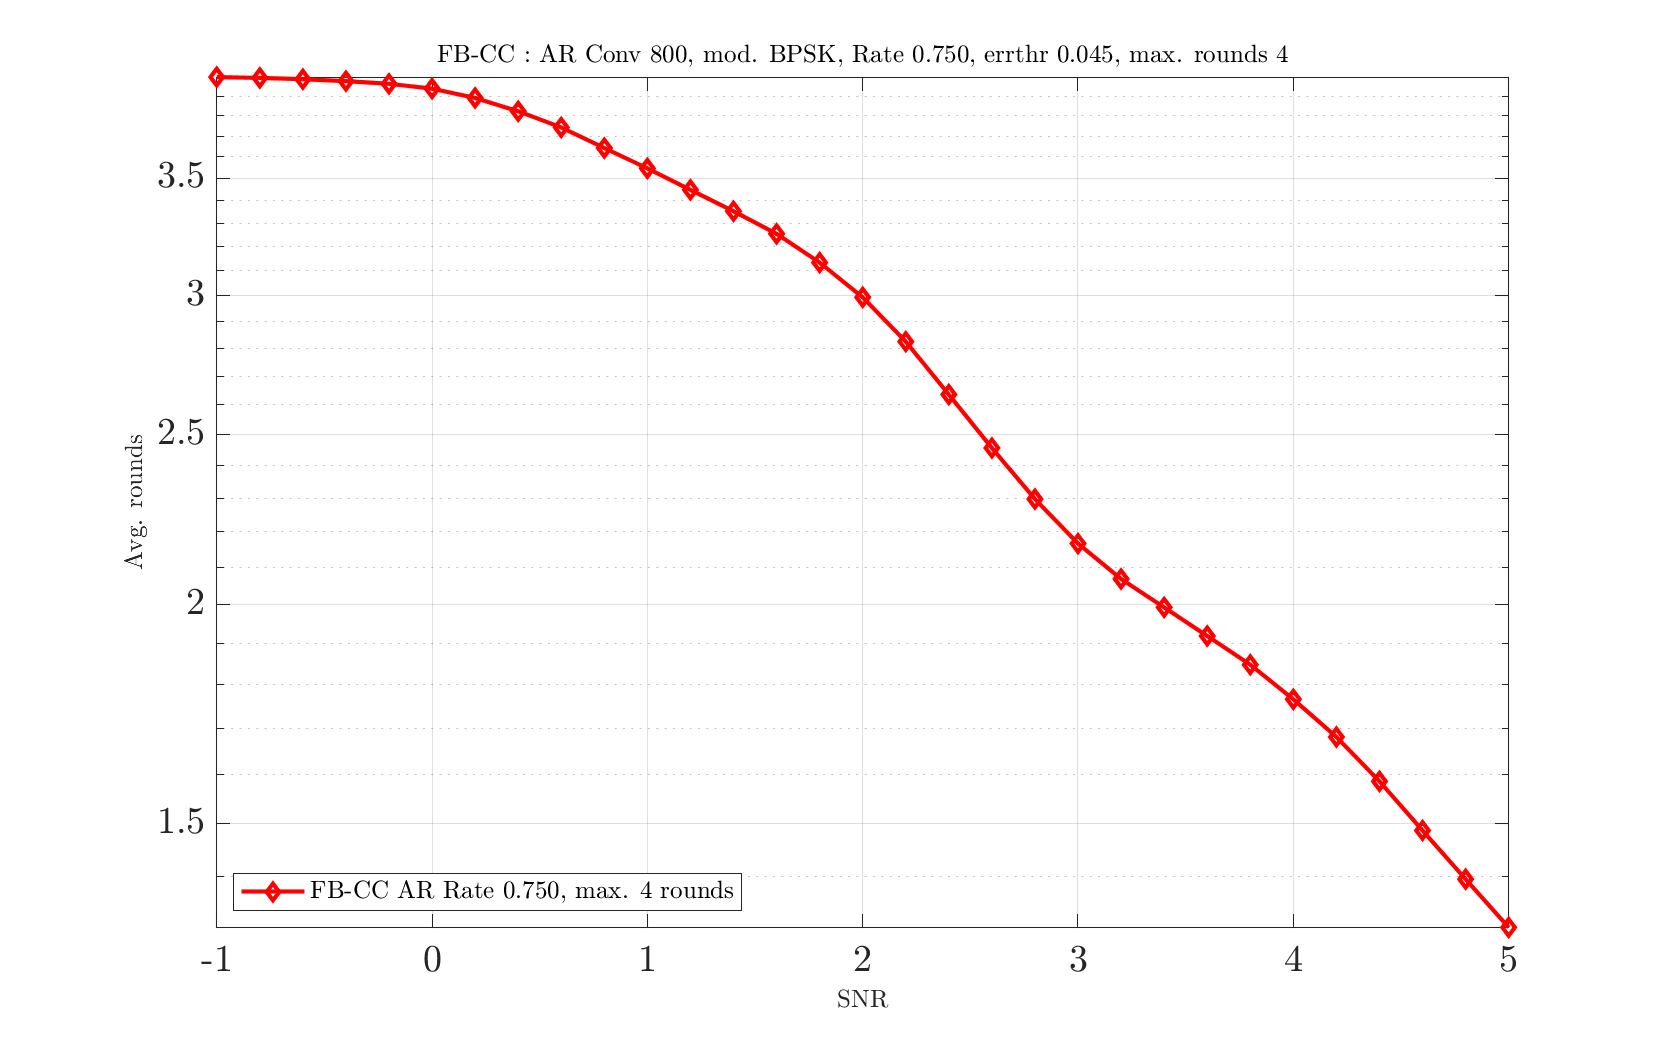 FB-CC : AR Conv 800, mod. BPSK, Rate 0.750, errthr 0.045, max. rounds 4
3.5
3
2.5
2
1.5
Avg. rounds
FB-CC AR Rate 0.750, max. 4 rounds
-1 0 1 2 3 4 5
SNR